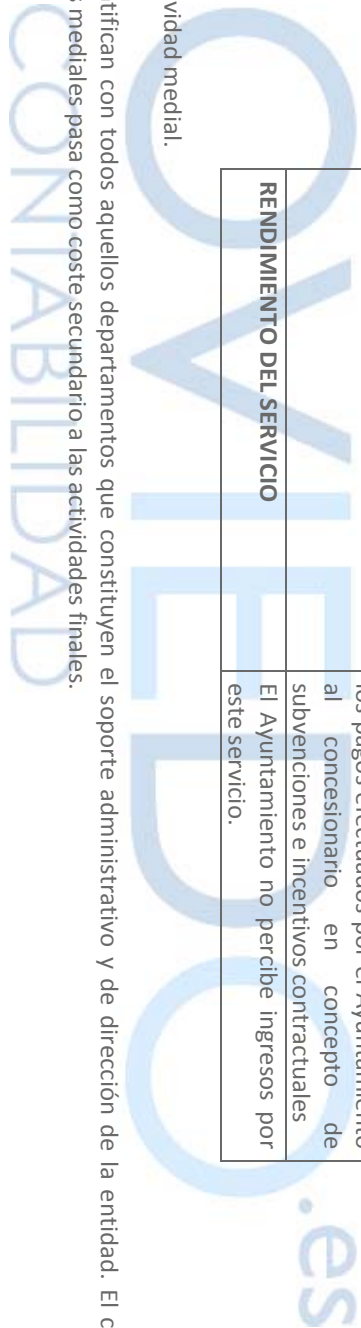 los pagos efectuados por el Ayuntamiento
al concesionario en concepto de
subvenciones e incentivos contractuales
RENDIMIENTO DEL SERVICIO
El Ayuntamiento no percibe ingresos por
este servicio.
vidad medial.
tifican con todos aquellos departamentos que constituyen el soporte administrativo y de dirección de la entidad. El c
s mediales pasa como coste secundario a las actividades finales.
OVIEDO.es
CONTABILIDAD